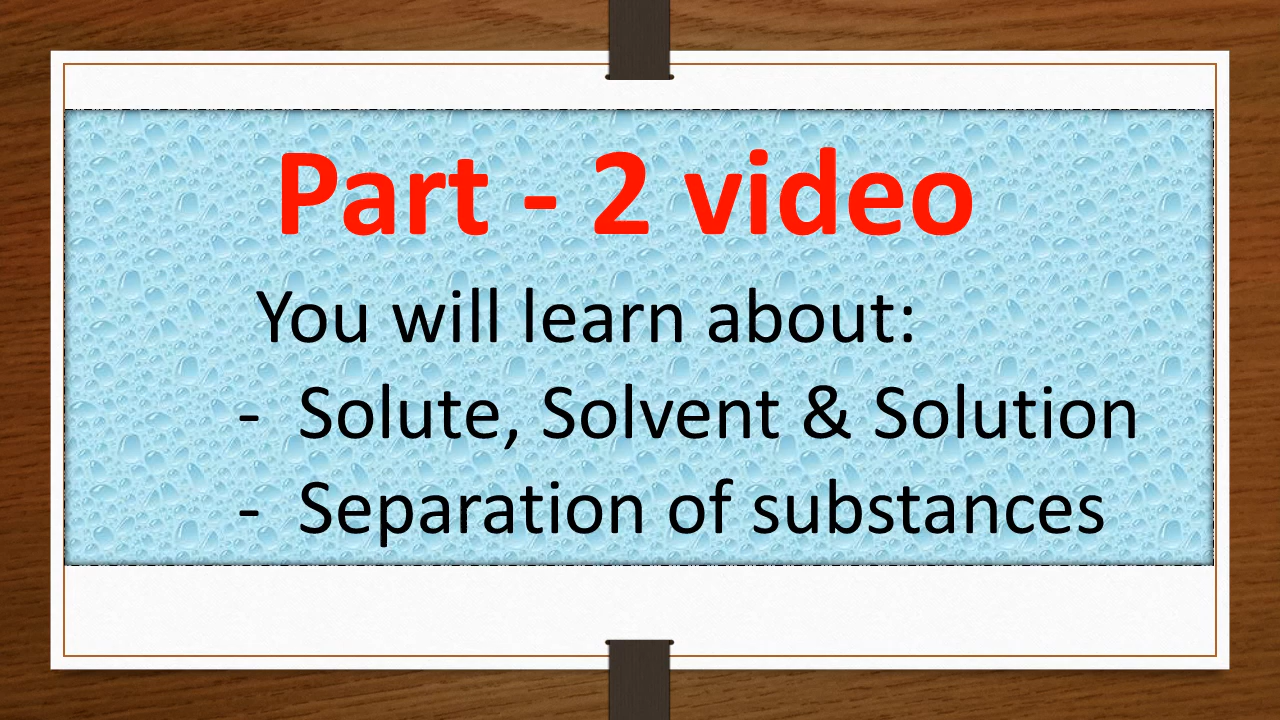 Part - 2 video
You will learn about:
- Solute, Solvent & Solution
- Separation of substances